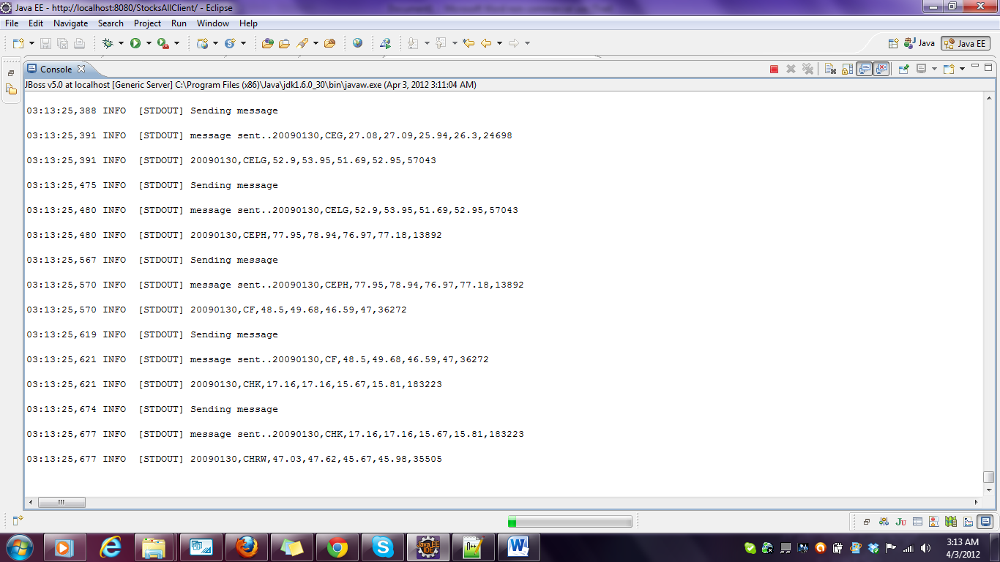 Java EE - http://localhost:8080/StocksAllClient/ - Eclipse
File Edit Navigate Search Project Run Window Help
Java Java EE
Console
JBoss v5.0 at localhost [Generic Server] C:\Program Files (x86)\Java\jdk1.6.0_30\bin\javaw.exe (Apr 3, 2012 3:11:04 AM)
03:13:25,388 INFO [STDOUT] Sending message
03:13:25,391 INFO [STDOUT] message sent..20090130,CEG,27.08,27.09,25.94,26.3,24698
03:13:25,391 INFO [STDOUT] 20090130,CELG,52.9,53.95,51.69,52.95,57043
03:13:25,475 INFO [STDOUT] Sending message
03:13:25,480 INFO [STDOUT] message sent..20090130,CELG,52.9,53.95,51.69,52.95,57043
03:13:25,480 INFO [STDOUT] 20090130,CEPH,77.95,78.94,76.97,77.18,13892
03:13:25,567 INFO [STDOUT] Sending message
03:13:25,570 INFO [STDOUT] message sent..20090130,CEPH,77.95,78.94,76.97,77.18,13892
03:13:25,570 INFO [STDOUT] 20090130,CF,48.5,49.68,46.59,47,36272
03:13:25,619 INFO [STDOUT] Sending message
03:13:25,621 INFO [STDOUT] message sent..20090130,CF,48.5,49.68,46.59,47,36272
03:13:25,621 INFO [STDOUT] 20090130,CHK,17.16,17.16,15.67,15.81,183223
03:13:25,674 INFO [STDOUT] Sending message
03:13:25,677 INFO [STDOUT] message sent..20090130,CHK,17.16,17.16,15.67,15.81,183223
03:13:25,677 INFO [STDOUT] 20090130,CHRW,47.03,47.62,45.67,45.98,35505
Ju
Java EE
IDE
3:13 AM
4/3/2012